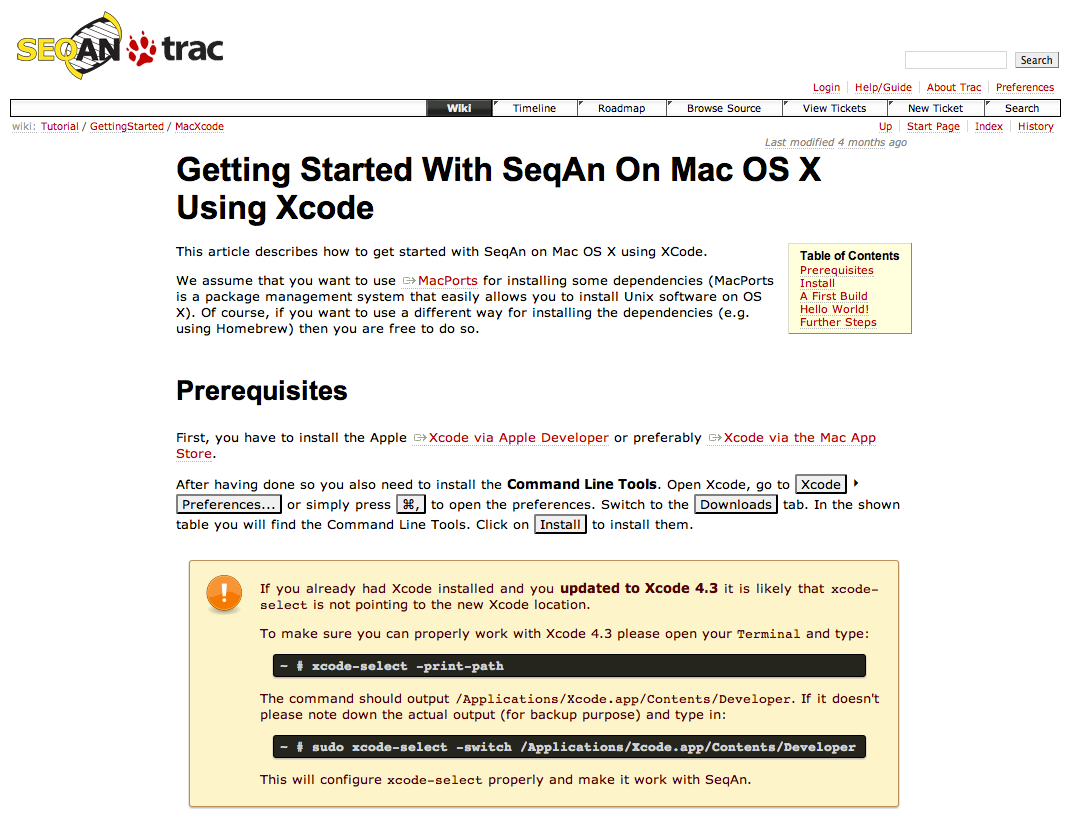 SEQAN trac
Search
Login Help/Guide About Trac Preferences
Wiki Timeline Roadmap Browse Source View Tickets New Ticket Search
wiki: Tutorial / GettingStarted / MacXcode
Up Start Page Index History
Last modified 4 months ago
Getting Started With SeqAn On Mac OS X
Using Xcode
This article describes how to get started with SeqAn on Mac OS X using XCode.
We assume that you want to use MacPorts for installing some dependencies (MacPorts
is a package management system that easily allows you to install Unix software on OS
X). Of course, if you want to use a different way for installing the dependencies (e.g.
using Homebrew) then you are free to do so.
Table of Contents
Prerequisites
Install
A First Build
Hello World!
Further Steps
Prerequisites
First, you have to install the Apple Xcode via Apple Developer or preferably Xcode via the Mac App
Store.
After having done so you also need to install the Command Line Tools. Open Xcode, go to Xcode ▸
Preferences... or simply press ⌘, to open the preferences. Switch to the Downloads tab. In the shown
table you will find the Command Line Tools. Click on Install to install them.
If you already had Xcode installed and you updated to Xcode 4.3 it is likely that xcode-
select is not pointing to the new Xcode location.
To make sure you can properly work with Xcode 4.3 please open your Terminal and type:
~ # xcode-select -print-path
The command should output /Applications/Xcode.app/Contents/Developer. If it doesn't
please note down the actual output (for backup purpose) and type in:
~ # sudo xcode-select -switch /Applications/Xcode.app/Contents/Developer
This will configure xcode-select properly and make it work with SeqAn.